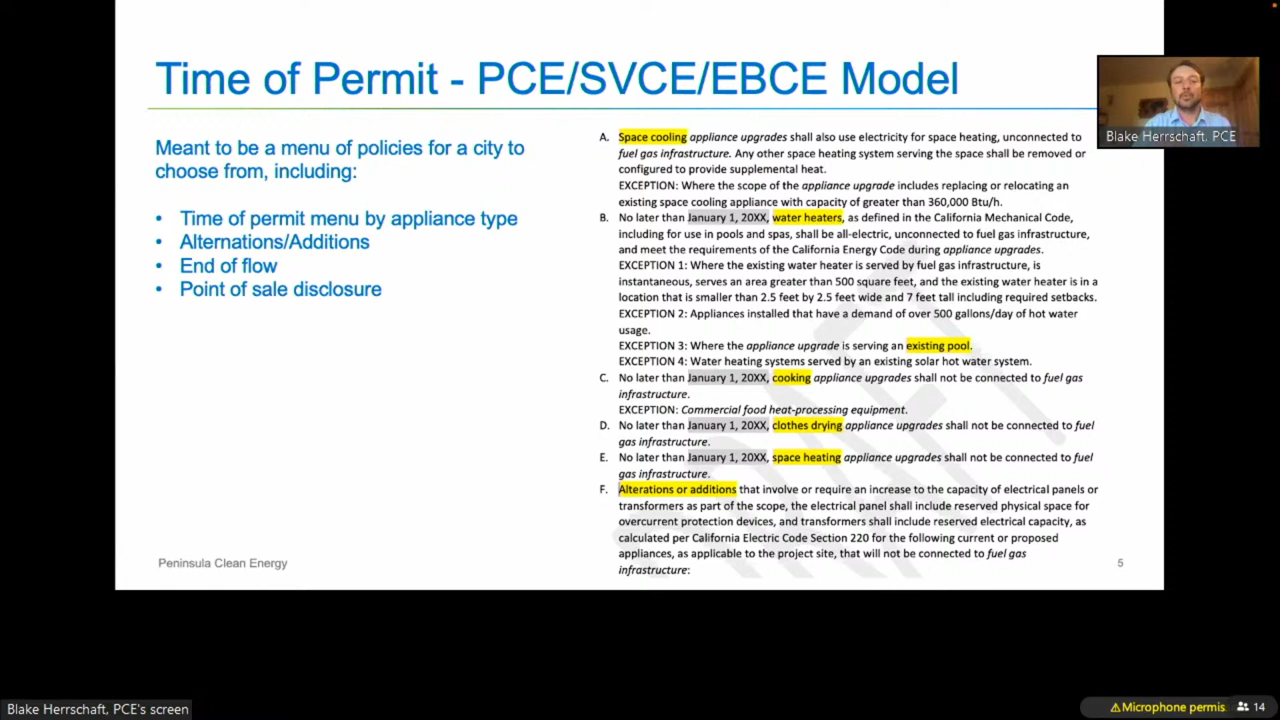 Time of Permit - PCE/SVCE/EBCE Model
Blake Herrschaft, PCE
Meant to be a menu of policies for a city to
choose from, including:
• Time of permit menu by appliance type
• Alternations/Additions
• End of flow
• Point of sale disclosure
A. Space cooling appliance upgrades shall also use electricity for space heating, unconnected to
fuel gas infrastructure. Any other space heating system serving the space shall be removed or
configured to provide supplemental heat.
EXCEPTION: Where the scope of the appliance upgrade includes replacing or relocating an
existing space cooling appliance with capacity of greater than 360,000 Btu/h.
B. No later than January 1, 20XX, water heaters, as defined in the California Mechanical Code,
including for use in pools and spas, shall be all-electric, unconnected to fuel gas infrastructure,
and meet the requirements of the California Energy Code during appliance upgrades.
EXCEPTION 1: Where the existing water heater is served by fuel gas infrastructure, is
instantaneous, serves an area greater than 500 square feet, and the existing water heater is in a
location that is smaller than 2.5 feet by 2.5 feet wide and 7 feet tall including required setbacks.
EXCEPTION 2: Appliances installed that have a demand of over 500 gallons/day of hot water
usage.
EXCEPTION 3: Where the appliance upgrade is serving an existing pool.
EXCEPTION 4: Water heating systems served by an existing solar hot water system.
C. No later than January 1, 20XX, cooking appliance upgrades shall not be connected to fuel gas
infrastructure.
EXCEPTION: Commercial food heat-processing equipment.
D. No later than January 1, 20XX, clothes drying appliance upgrades shall not be connected to fuel
gas infrastructure.
E. No later than January 1, 20XX, space heating appliance upgrades shall not be connected to fuel
gas infrastructure.
F. Alterations or additions that involve or require an increase to the capacity of electrical panels or
transformers as part of the scope, the electrical panel shall include reserved physical space for
overcurrent protection devices, and transformers shall include reserved electrical capacity, as
calculated per California Electric Code Section 220 for the following current or proposed
appliances, as applicable to the project site, that will not be connected to fuel gas
infrastructure:
DRAFT
Peninsula Clean Energy
5
Blake Herrschaft, PCE's screen
⚠Microphone permis
14